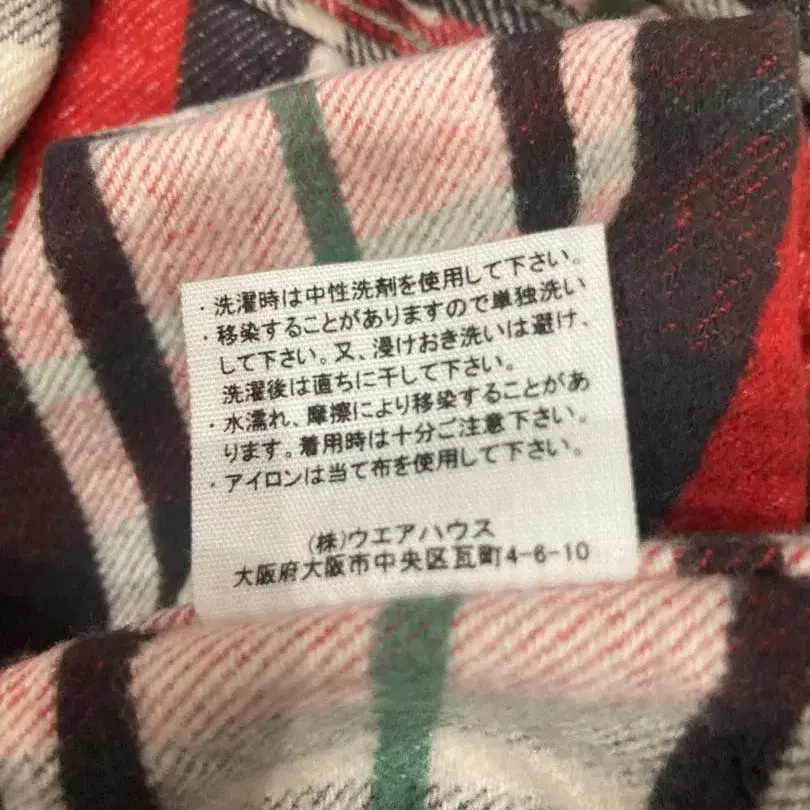 ・洗濯時は中性洗剤を使用して下さい。
・移染することがありますので単独洗い
して下さい。又、浸けおき洗いは避け、
洗濯後は直ちに干して下さい。
・水濡れ、摩擦により移染することがあ
ります。着用時は十分ご注意下さい。
・アイロンは当て布を使用して下さい。
(株)ウエアハウス
大阪府大阪市中央区瓦町4-6-10